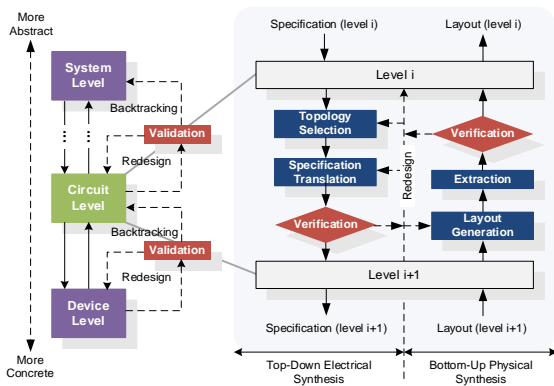 More
Abstract
System
Level
Backtracking
Validation
Redesign
Circuit
Level
Backtracking
Validation
Redesign
Device
Level
More
Concrete
Specification (level i)
Layout (level i)
Level i
Topology
Selection
Verification
Specification
Translation
Redesign
Extraction
Verification
Layout
Generation
Level i+1
Specification (level i+1)
Layout (level i+1)
Top-Down Electrical
Synthesis
Bottom-Up Physical
Synthesis